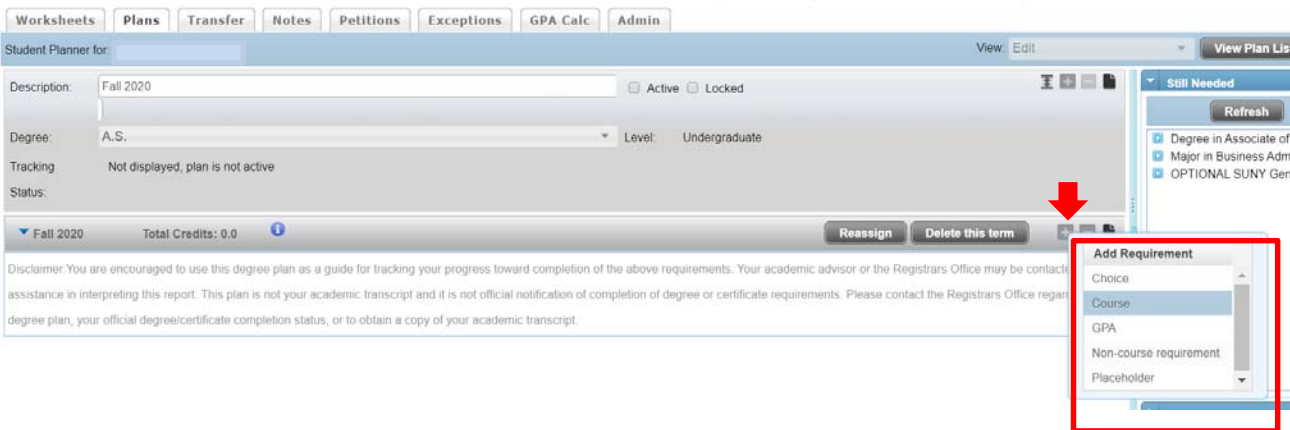 Worksheets Plans Transfer Notes Petitions Exceptions GPA Calc Admin
Student Planner for: View: Edit View Plan Lis
Description: Fall 2020 Active Locked Still Needed
Refresh
Degree: A.S. Level: Undergraduate Degree in Associate of
Tracking Not displayed, plan is not active Major in Business Adm
Status: OPTIONAL SUNY Gen
Fall 2020 Total Credits: 0.0 Reassign Delete this term
Add Requirement
Choice
Course
GPA
Non-course requirement
Placeholder
Disclaimer:You are encouraged to use this degree plan as a guide for tracking your progress toward completion of the above requirements. Your academic advisor or the Registrars Office may be contacte
assistance in interpreting this report. This plan is not your academic transcript and it is not official notification of completion of degree or certificate requirements. Please contact the Registrars Office regar
degree plan, your official degree/certificate completion status, or to obtain a copy of your academic transcript.